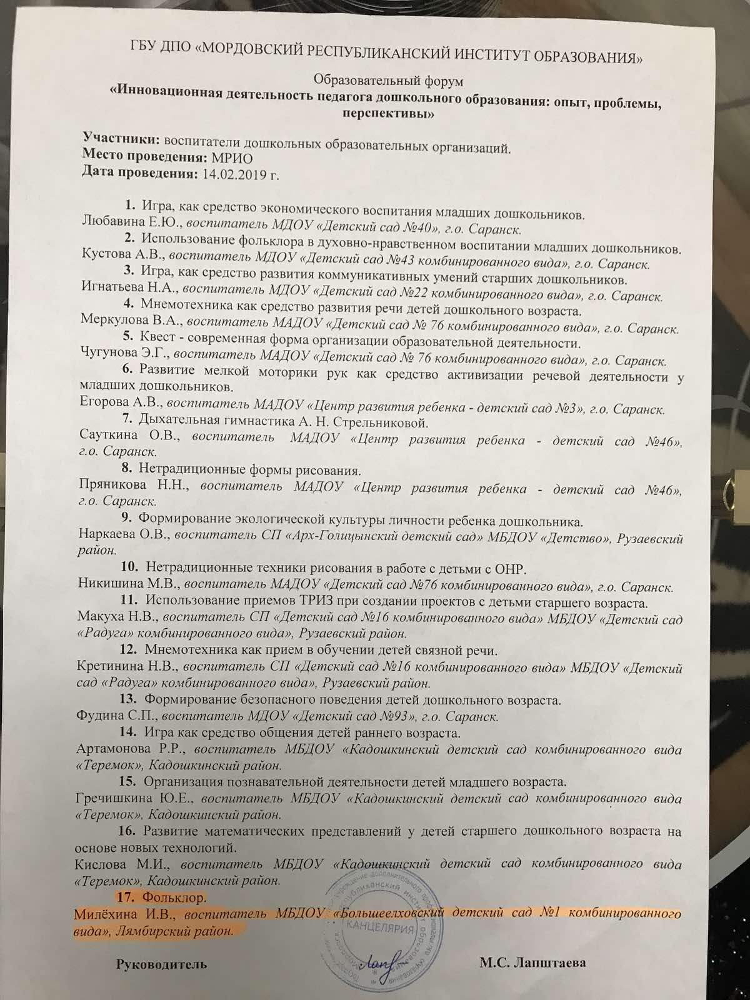 ГБУ ДПО «МОРДОВСКИЙ РЕСПУБЛИКАНСКИЙ ИНСТИТУТ ОБРАЗОВАНИЯ»
Образовательный форум
«Инновационная деятельность педагога дошкольного образования: опыт, проблемы,
перспективы»
Участники: воспитатели дошкольных образовательных организаций.
Место проведения: МРИО
Дата проведения: 14.02.2019 г.
1. Игра, как средство экономического воспитания младших дошкольников.
Любавина Е.Ю., воспитатель МДОУ «Детский сад №40», г.о. Саранск.
2. Использование фольклора в духовно-нравственном воспитании младших дошкольников.
Кустова А.В., воспитатель МДОУ «Детский сад №43 комбинированного вида», г.о. Саранск.
3. Игра, как средство развития коммуникативных умений старших дошкольников.
Игнатьева Н.А., воспитатель МДОУ «Детский сад №22 комбинированного вида», г.о. Саранск.
4. Мнемотехника как средство развития речи детей дошкольного возраста.
Меркулова В.А., воспитатель МАДОУ «Детский сад № 76 комбинированного вида», г.о. Саранск.
5. Квест - современная форма организации образовательной деятельности.
Чугунова Э.Г., воспитатель МАДОУ «Детский сад № 76 комбинированного вида», г.о. Саранск.
6. Развитие мелкой моторики рук как средство активизации речевой деятельности у
младших дошкольников.
Егорова А.В., воспитатель МАДОУ «Центр развития ребенка - детский сад №3», г.о. Саранск.
7. Дыхательная гимнастика А. Н. Стрельниковой.
Сауткина О.В., воспитатель МАДОУ «Центр развития ребенка - детский сад №46»,
г.о. Саранск.
8. Нетрадиционные формы рисования.
Пряникова Н.Н., воспитатель МАДОУ «Центр развития ребенка - детский сад №46»,
г.о. Саранск.
9. Формирование экологической культуры личности ребенка дошкольника.
Наркаева О.В., воспитатель СП «Арх-Голицынский детский сад» МБДОУ «Детство», Рузаевский
район.
10. Нетрадиционные техники рисования в работе с детьми с ОНР.
Никишина М.В., воспитатель МАДОУ «Детский сад №76 комбинированного вида», г.о. Саранск.
11. Использование приемов ТРИЗ при создании проектов с детьми старшего возраста.
Макуха Н.В., воспитатель СП «Детский сад №16 комбинированного вида» МБДОУ «Детский сад
«Радуга» комбинированного вида», Рузаевский район.
12. Мнемотехника как прием в обучении детей связной речи.
Кретинина Н.В., воспитатель СП «Детский сад №16 комбинированного вида» МБДОУ «Детский
сад «Радуга» комбинированного вида», Рузаевский район.
13. Формирование безопасного поведения детей дошкольного возраста.
Фудина С.П., воспитатель МДОУ «Детский сад №93», г.о. Саранск.
14. Игра как средство общения детей раннего возраста.
Артамонова Р.Р., воспитатель МБДОУ «Кадошкинский детский сад комбинированного вида
«Теремок», Кадошкинский район.
15. Организация познавательной деятельности детей младшего возраста.
Гречишкина Ю.Е., воспитатель МБДОУ «Кадошкинский детский сад комбинированного вида
«Теремок», Кадошкинский район.
16. Развитие математических представлений у детей старшего дошкольного возраста на
основе новых технологий.
Кислова М.И., воспитатель МБДОУ «Кадошкинский детский сад комбинированного вида
«Теремок», Кадошкинский район.
17. Фольклор.
Милёхина И.В., воспитатель МБДОУ «Большеелховский детский сад №1 комбинированного
вида», Лямбирский район.
КАНЦЕЛЯРИЯ
Руководитель М.С. Лапштаева